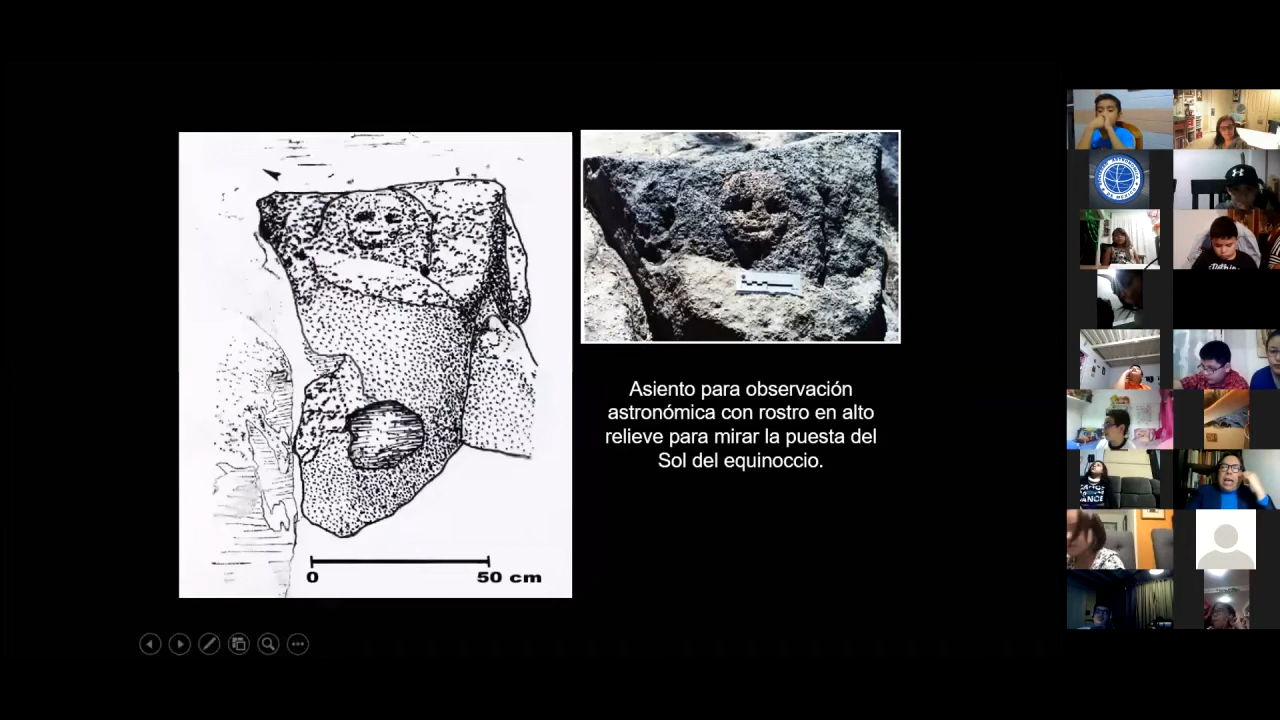 0
50 cm
Asiento para observación
astronómica con rostro en alto
relieve para mirar la puesta del
Sol del equinoccio.